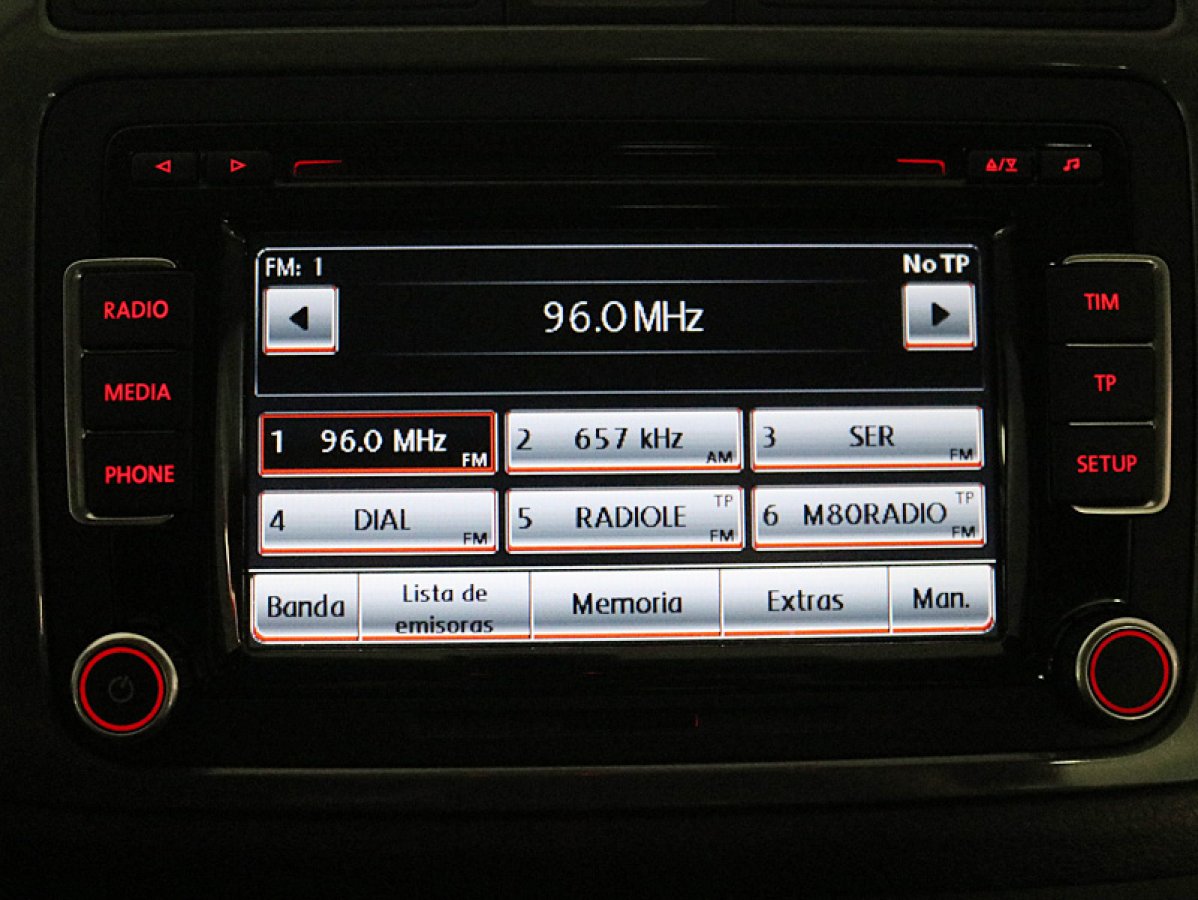 FM: 1 No TP
96.0 MHz
RADIO
MEDIA
PHONE
1 96.0 MHz FM
2 657 kHz AM
3 SER FM
4 DIAL FM
5 RADIOLE TP FM
6 M80RADIO TP FM
Banda
Lista de
emisoras
Memoria
Extras
Man.
TIM
TP
SETUP